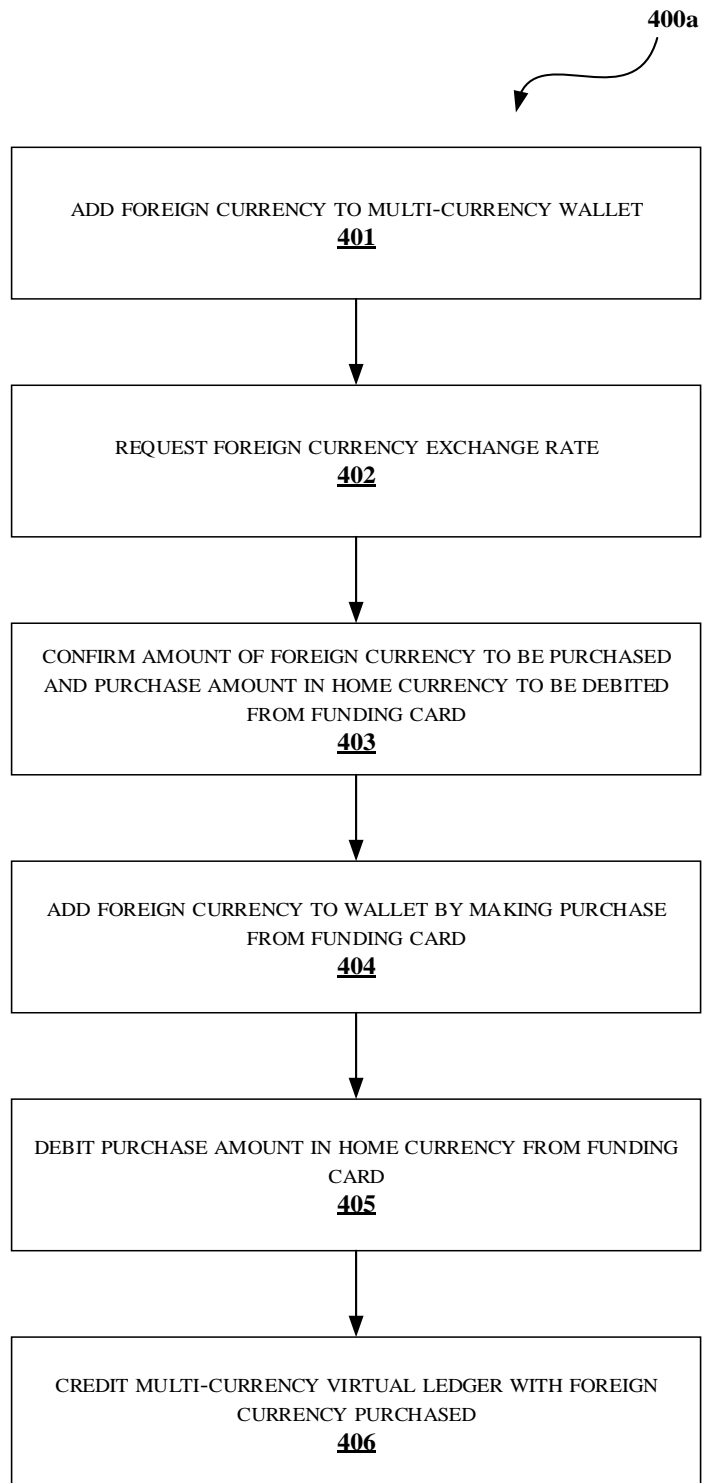 400a
ADD FOREIGN CURRENCY TO MULTI-CURRENCY WALLET
401
REQUEST FOREIGN CURRENCY EXCHANGE RATE
402
CONFIRM AMOUNT OF FOREIGN CURRENCY TO BE PURCHASED
AND PURCHASE AMOUNT IN HOME CURRENCY TO BE DEBITED
FROM FUNDING CARD
403
ADD FOREIGN CURRENCY TO WALLET BY MAKING PURCHASE
FROM FUNDING CARD
404
DEBIT PURCHASE AMOUNT IN HOME CURRENCY FROM FUNDING
CARD
405
CREDIT MULTI-CURRENCY VIRTUAL LEDGER WITH FOREIGN
CURRENCY PURCHASED
406